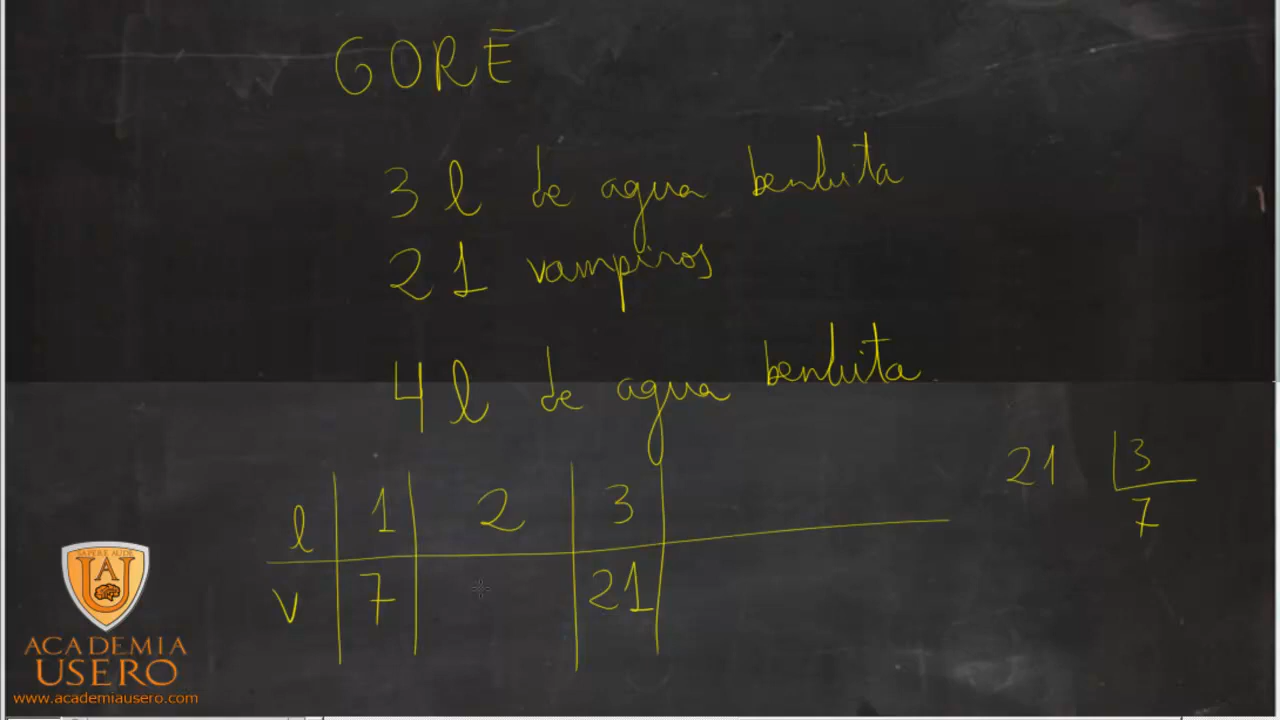 GORE
3 l de agua bendita
21 vampiros
4 l de agua bendita
l 1 2 3
v 7 21
21 3
7
SAPERE AUDE
UA
ACADEMIA
USERO
www.academiausero.com